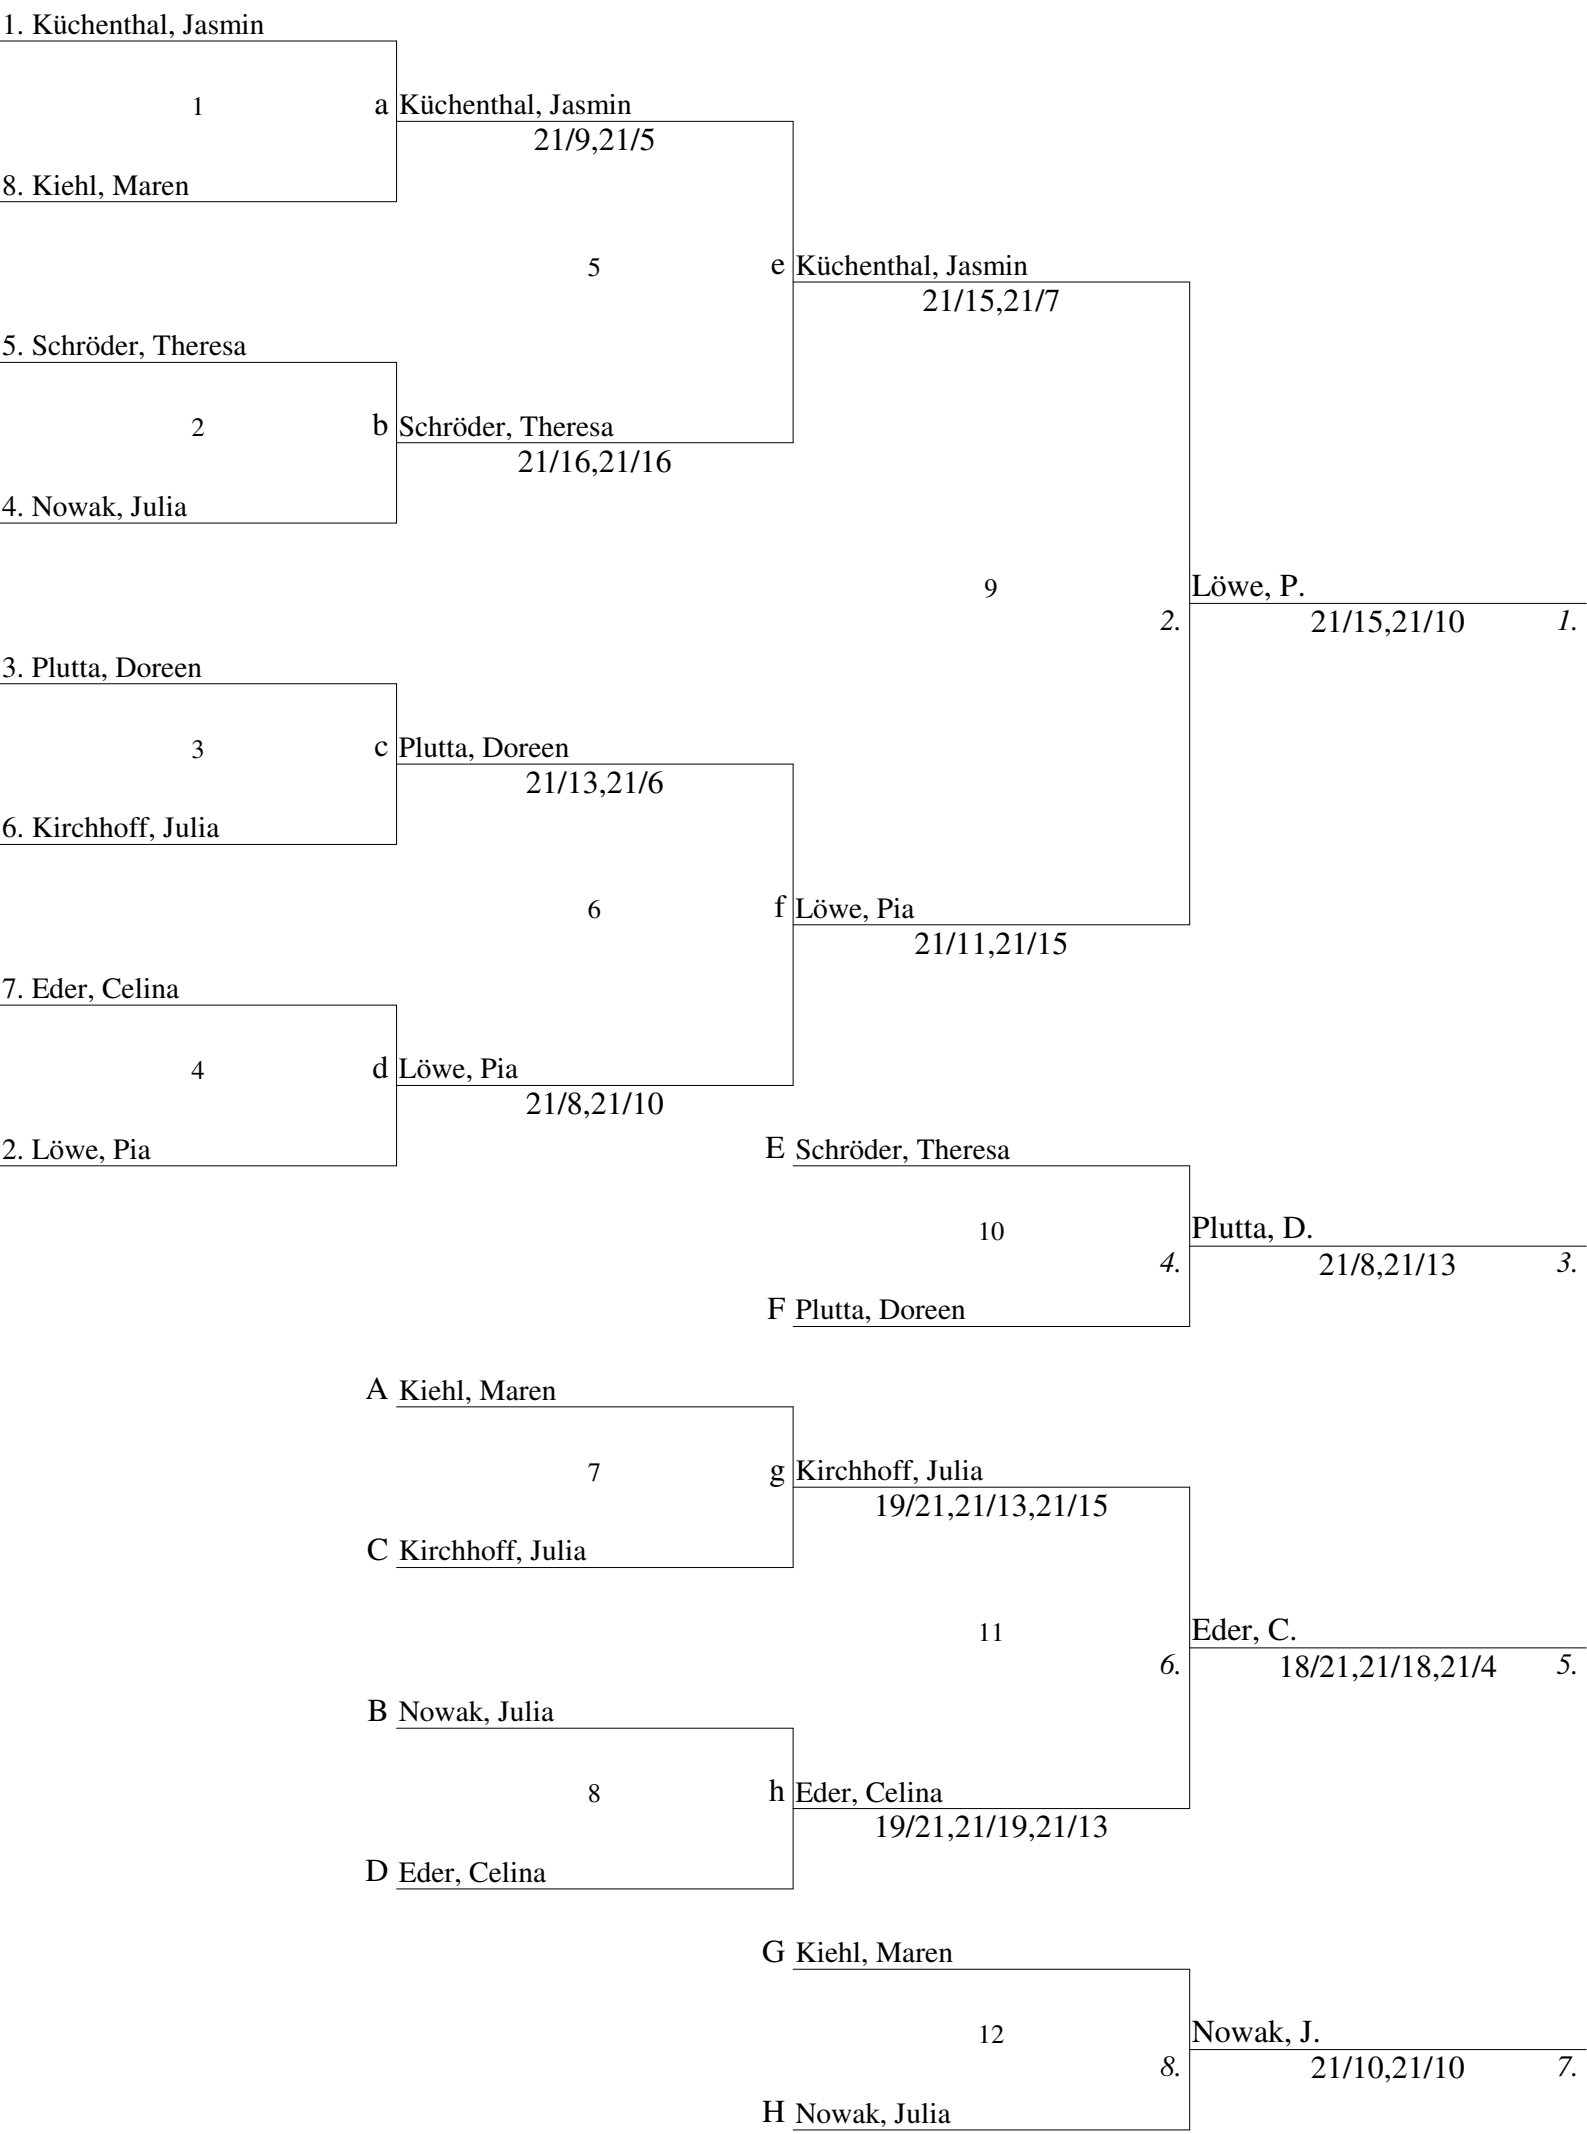 1. Küchenthal, Jasmin
1
a Küchenthal, Jasmin
21/9,21/5
8. Kiehl, Maren
5
e Küchenthal, Jasmin
21/15,21/7
5. Schröder, Theresa
2
b Schröder, Theresa
21/16,21/16
4. Nowak, Julia
9
2.
Löwe, P.
21/15,21/10
1.
3. Plutta, Doreen
3
c Plutta, Doreen
21/13,21/6
6. Kirchhoff, Julia
6
f Löwe, Pia
21/11,21/15
7. Eder, Celina
4
d Löwe, Pia
21/8,21/10
2. Löwe, Pia
E Schröder, Theresa
10
4.
Plutta, D.
21/8,21/13
3.
F Plutta, Doreen
A Kiehl, Maren
7
g Kirchhoff, Julia
19/21,21/13,21/15
C Kirchhoff, Julia
11
6.
Eder, C.
18/21,21/18,21/4
5.
B Nowak, Julia
8
h Eder, Celina
19/21,21/19,21/13
D Eder, Celina
G Kiehl, Maren
12
8.
Nowak, J.
21/10,21/10
7.
H Nowak, Julia